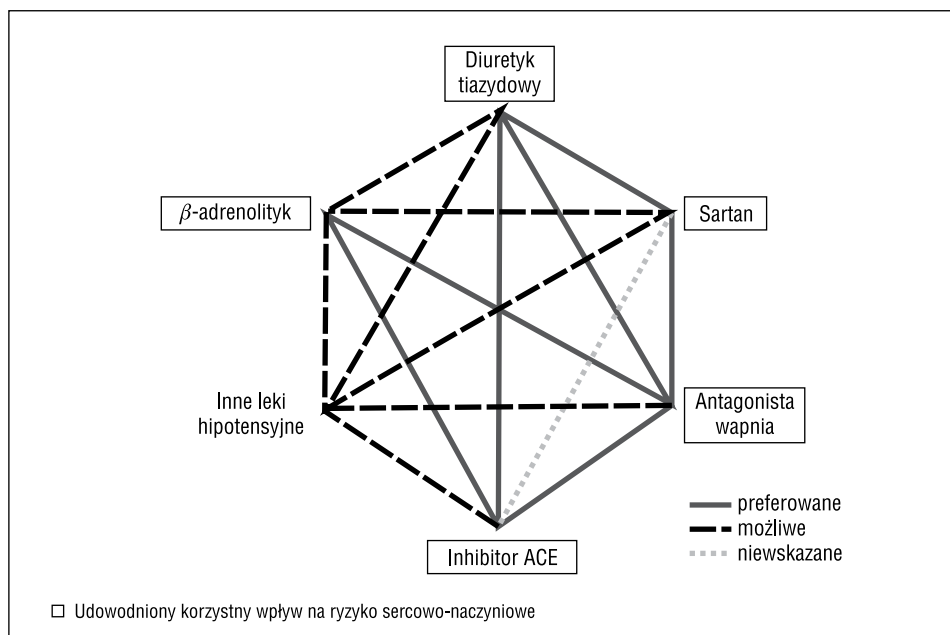 Diuretyk
tiazydowy
β-adrenolityk
Sartan
Inne leki
hipotensyjne
Antagonista
wapnia
Inhibitor ACE
preferowane
możliwe
niewskazane
Udowodniony korzystny wpływ na ryzyko sercowo-naczyniowe